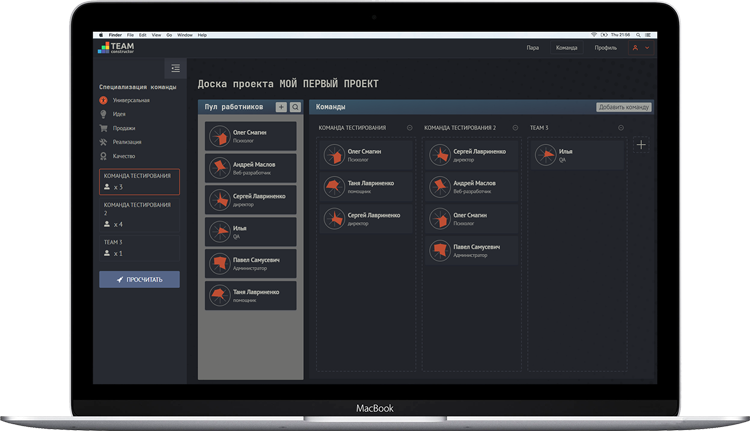 Finder File Edit View Go Window Help
Thu 21:56
TEAM
constructor
Пара Команда Профиль
Специализация команды
Универсальная
Идея
Продажи
Реализация
Качество
КОМАНДА ТЕСТИРОВАНИЯ
x 3
КОМАНДА ТЕСТИРОВАНИЯ
2
x 4
TEAM 3
x 1
ПРОСЧИТАТЬ
Доска проекта МОЙ ПЕРВЫЙ ПРОЕКТ
Пул работников
Олег Смагин
Психолог
Андрей Маслов
Веб-разработчик
Сергей Лавриненко
директор
Илья
QA
Павел Самусевич
Администратор
Таня Лавриненко
помощник
Команды
Добавить команду
КОМАНДА ТЕСТИРОВАНИЯ
Олег Смагин
Психолог
Таня Лавриненко
помощник
Сергей Лавриненко
директор
КОМАНДА ТЕСТИРОВАНИЯ 2
Сергей Лавриненко
директор
Андрей Маслов
Веб-разработчик
Олег Смагин
Психолог
Павел Самусевич
Администратор
TEAM 3
Илья
QA
MacBook